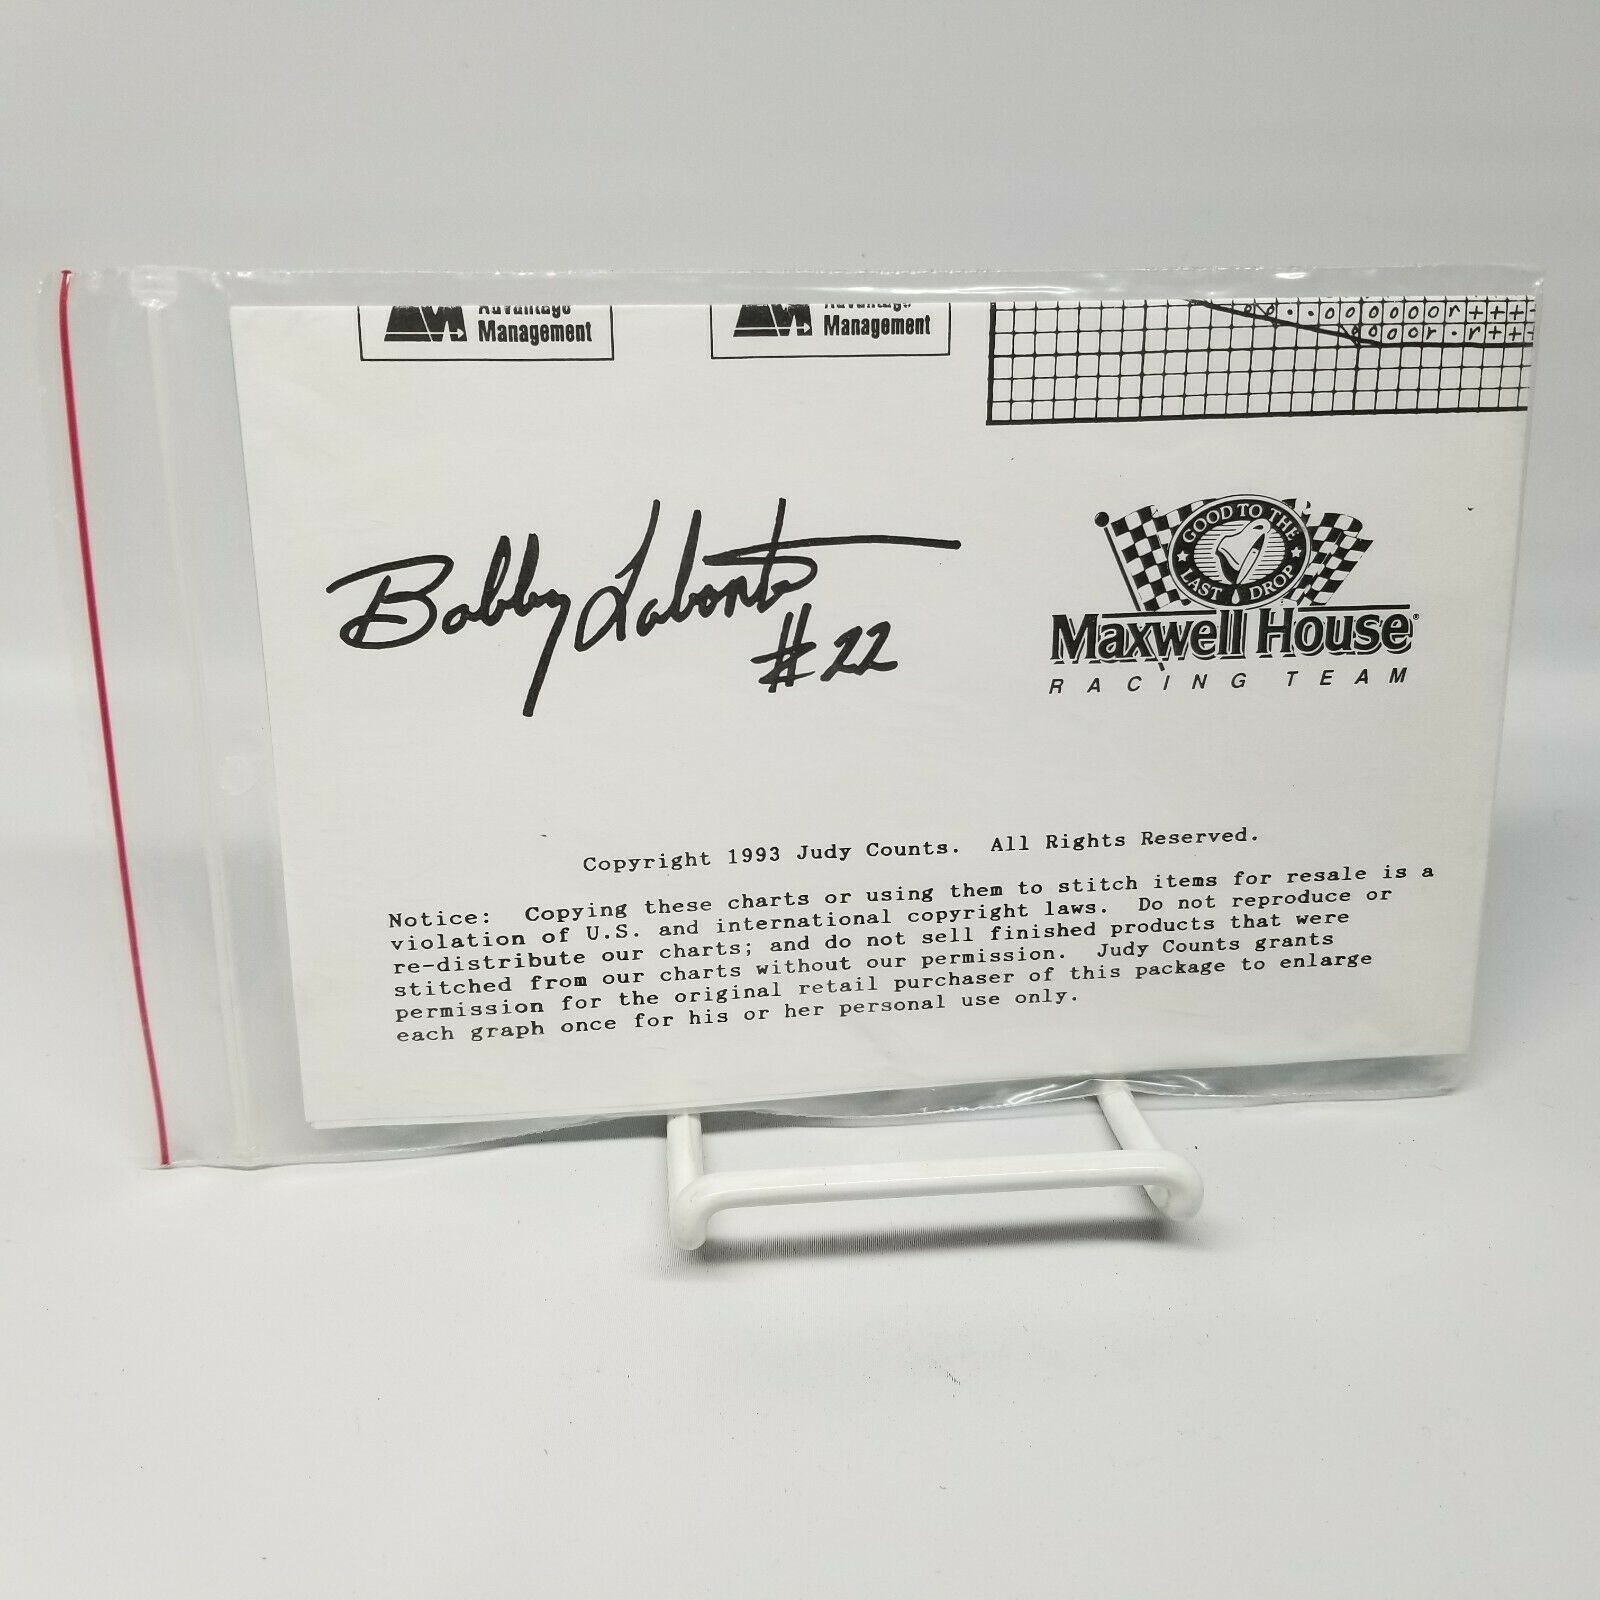 Advantage
Management
Advantage
Management
Bobby Labonte
#22
GOOD TO THE
LAST DROP
Maxwell House®
RACING TEAM
Copyright 1993 Judy Counts. All Rights Reserved.
Notice: Copying these charts or using them to stitch items for resale is a
violation of U.S. and international copyright laws. Do not reproduce or
re-distribute our charts; and do not sell finished products that were
stitched from our charts without our permission. Judy Counts grants
permission for the original retail purchaser of this package to enlarge
each graph once for his or her personal use only.